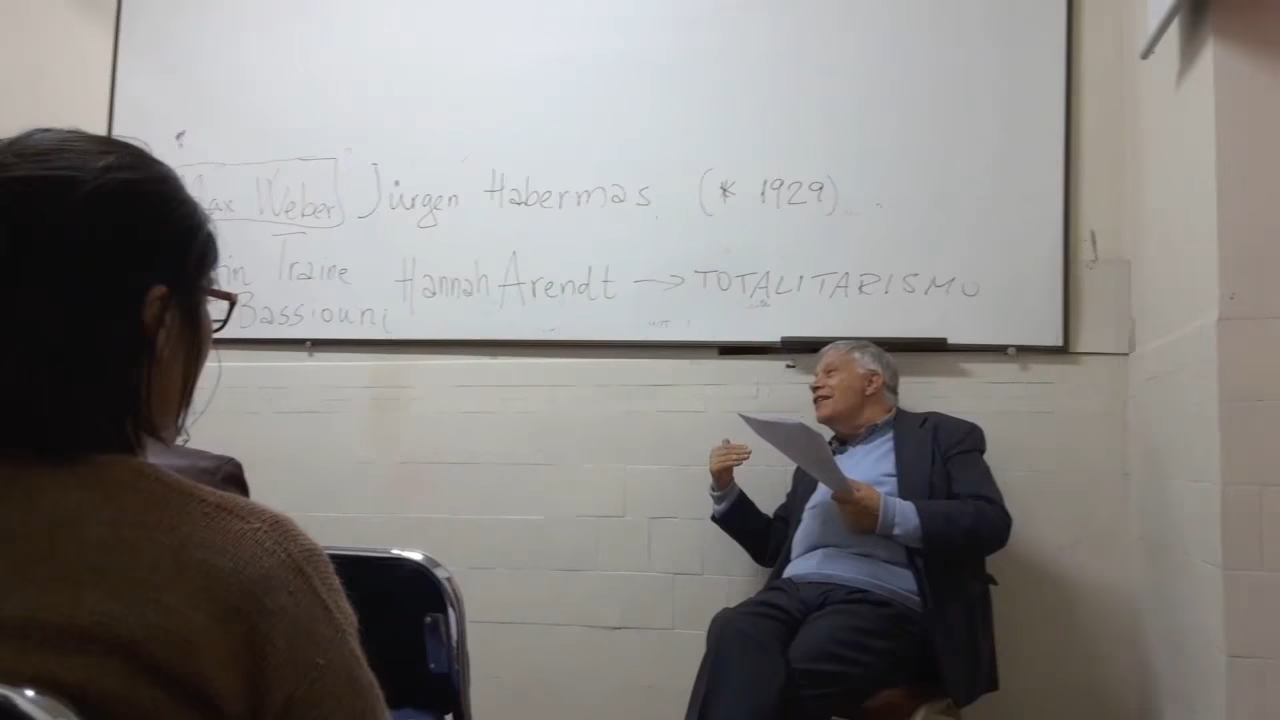 Max Weber Jürgen Habermas (* 1929)
Traine Hannah Arendt → TOTALITARISMO
Bassiouni